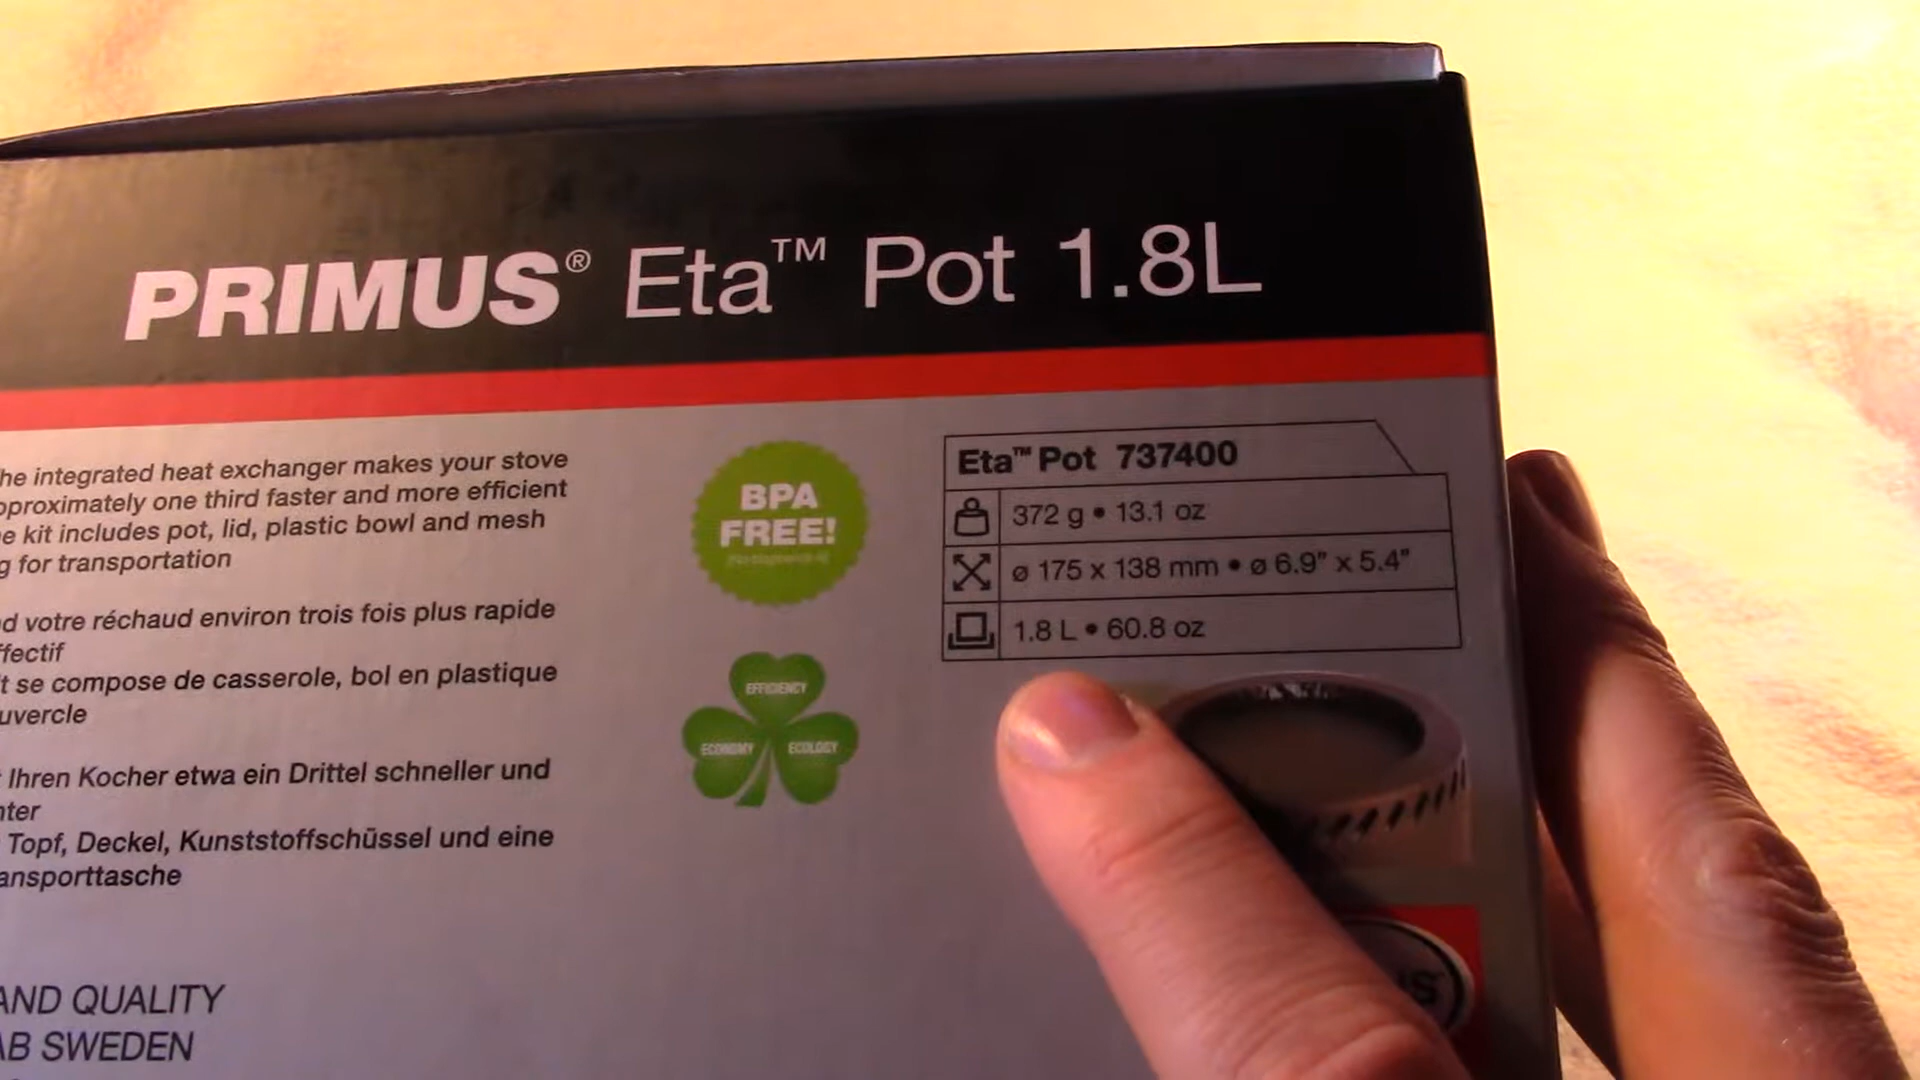 PRIMUS® Eta™ Pot 1.8L
he integrated heat exchanger makes your stove
pproximately one third faster and more efficient
e kit includes pot, lid, plastic bowl and mesh
g for transportation
d votre réchaud environ trois fois plus rapide
ffectif
t se compose de casserole, bol en plastique
uvercle
Ihren Kocher etwa ein Drittel schneller und
nter
Topf, Deckel, Kunststoffschüssel und eine
ansporttasche
AND QUALITY
AB SWEDEN
BPA
FREE!
EFFICIENCY
ECONOMY ECOLOGY
Eta™ Pot 737400
372 g • 13.1 oz
ø 175 x 138 mm • ø 6.9" x 5.4"
1.8 L • 60.8 oz
US